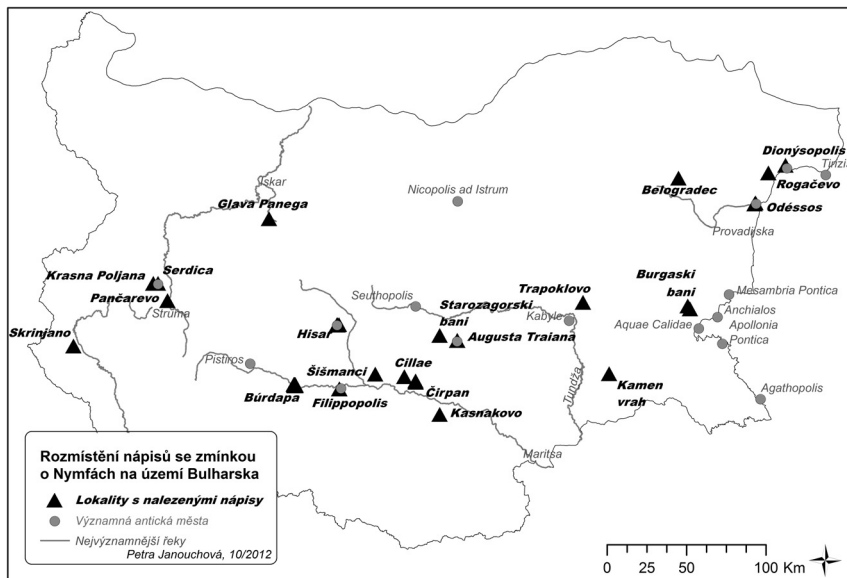 Dionýsopolis
Tinzia
Rogačevo
Belogradec
Odéssos
Iskar
Nicopolis ad Istrum
Glava Panega
Provadijska
Krasna Poljana
Serdica
Pančarevo
Struma
Skrinjano
Seuthopolis
Starozagorski
bani
Trapoklovo
Kabyle
Burgaski
bani
Mesambria Pontica
Anchialos
Aquae Calidae
Apollonia
Pontica
Hisar
Augusta Traiana
Pistiros
Šišmanci
Cillae
Búrdapa
Filippopolis
Čirpan
Kasnakovo
Tundža
Kamen
vrah
Agathopolis
Maritsa
Rozmístění nápisů se zmínkou
o Nymfách na území Bulharska
Lokality s nalezenými nápisy
Významná antická města
Nejvýznamnější řeky
Petra Janouchová, 10/2012
0 25 50 100 Km